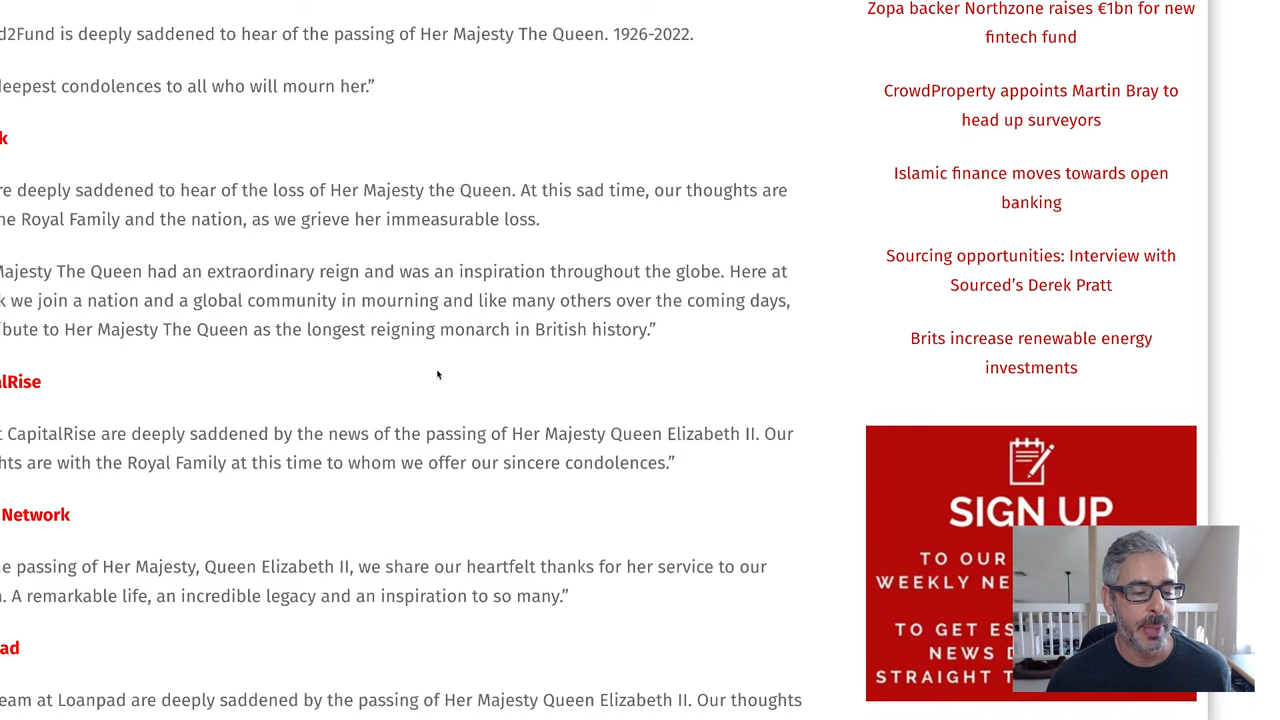 d2Fund is deeply saddened to hear of the passing of Her Majesty The Queen. 1926-2022.
deepest condolences to all who will mourn her.”
k
re deeply saddened to hear of the loss of Her Majesty the Queen. At this sad time, our thoughts are
he Royal Family and the nation, as we grieve her immeasurable loss.
Majesty The Queen had an extraordinary reign and was an inspiration throughout the globe. Here at
k we join a nation and a global community in mourning and like many others over the coming days,
ibute to Her Majesty The Queen as the longest reigning monarch in British history.”
alRise
t CapitalRise are deeply saddened by the news of the passing of Her Majesty Queen Elizabeth II. Our
hts are with the Royal Family at this time to whom we offer our sincere condolences.”
Network
e passing of Her Majesty, Queen Elizabeth II, we share our heartfelt thanks for her service to our
n. A remarkable life, an incredible legacy and an inspiration to so many.”
ad
eam at Loanpad are deeply saddened by the passing of Her Majesty Queen Elizabeth II. Our thoughts
Zopa backer Northzone raises €1bn for new
fintech fund
CrowdProperty appoints Martin Bray to
head up surveyors
Islamic finance moves towards open
banking
Sourcing opportunities: Interview with
Sourced’s Derek Pratt
Brits increase renewable energy
investments
SIGN UP
TO OUR
WEEKLY NE
TO GET ES
NEWS D
STRAIGHT T